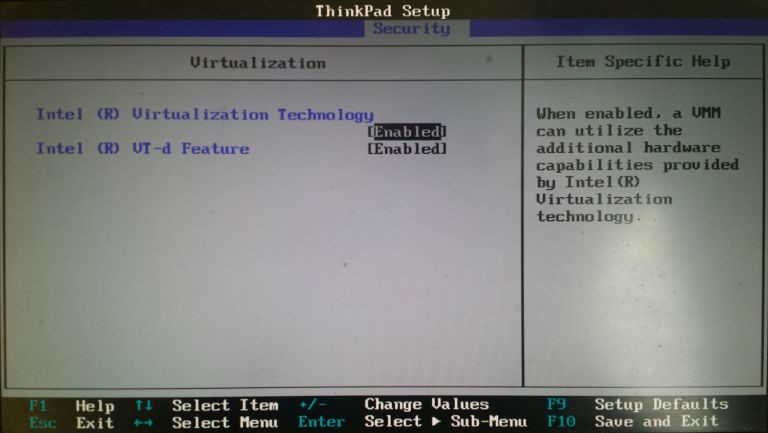 ThinkPad Setup
Security
Virtualization
Item Specific Help
Intel (R) Virtualization Technology
[Enabled]
Intel (R) VT-d Feature [Enabled]
When enabled, a VMM
can utilize the
additional hardware
capabilities provided
by Intel(R)
Virtualization
technology.
F1 Help ↑↓ Select Item +/- Change Values F9 Setup Defaults
Esc Exit ←→ Select Menu Enter Select ▶ Sub-Menu F10 Save and Exit